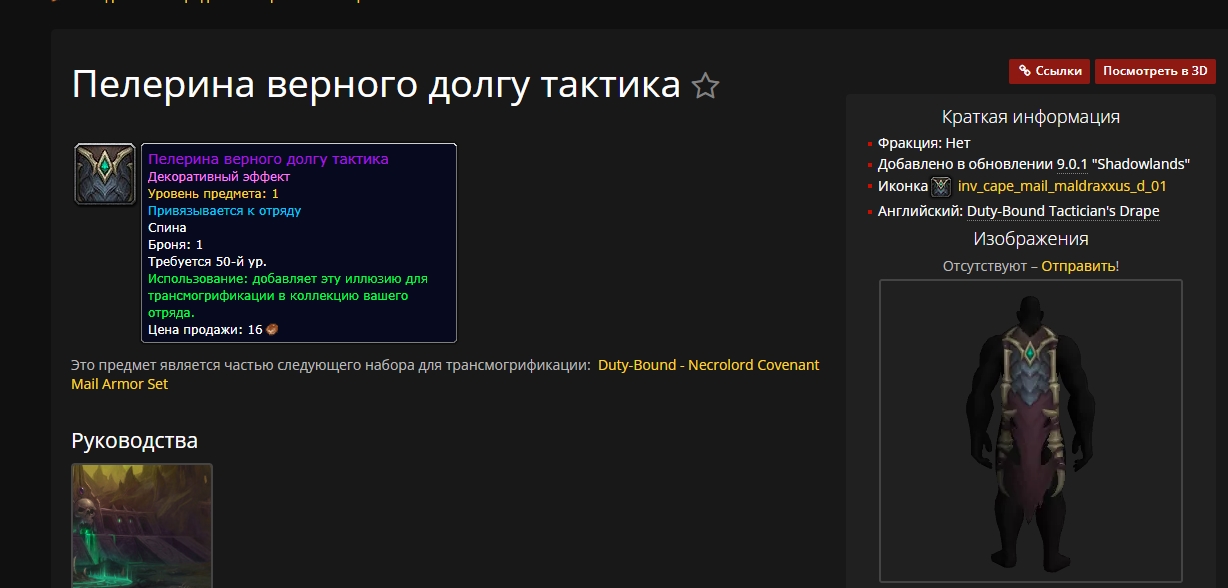 Пелерина верного долгу тактика
Ссылки
Посмотреть в 3D
Пелерина верного долгу тактика
Декоративный эффект
Уровень предмета: 1
Привязывается к отряду
Спина
Броня: 1
Требуется 50-й ур.
Использование: добавляет эту иллюзию для
трансмогрификации в коллекцию вашего
отряда.
Цена продажи: 16
Это предмет является частью следующего набора для трансмогрификации: Duty-Bound - Necrolord Covenant
Mail Armor Set
Руководства
Краткая информация
Фракция: Нет
Добавлено в обновлении 9.0.1 "Shadowlands"
Иконка inv_cape_mail_maldraxxus_d_01
Английский: Duty-Bound Tactician's Drape
Изображения
Отсутствуют – Отправить!